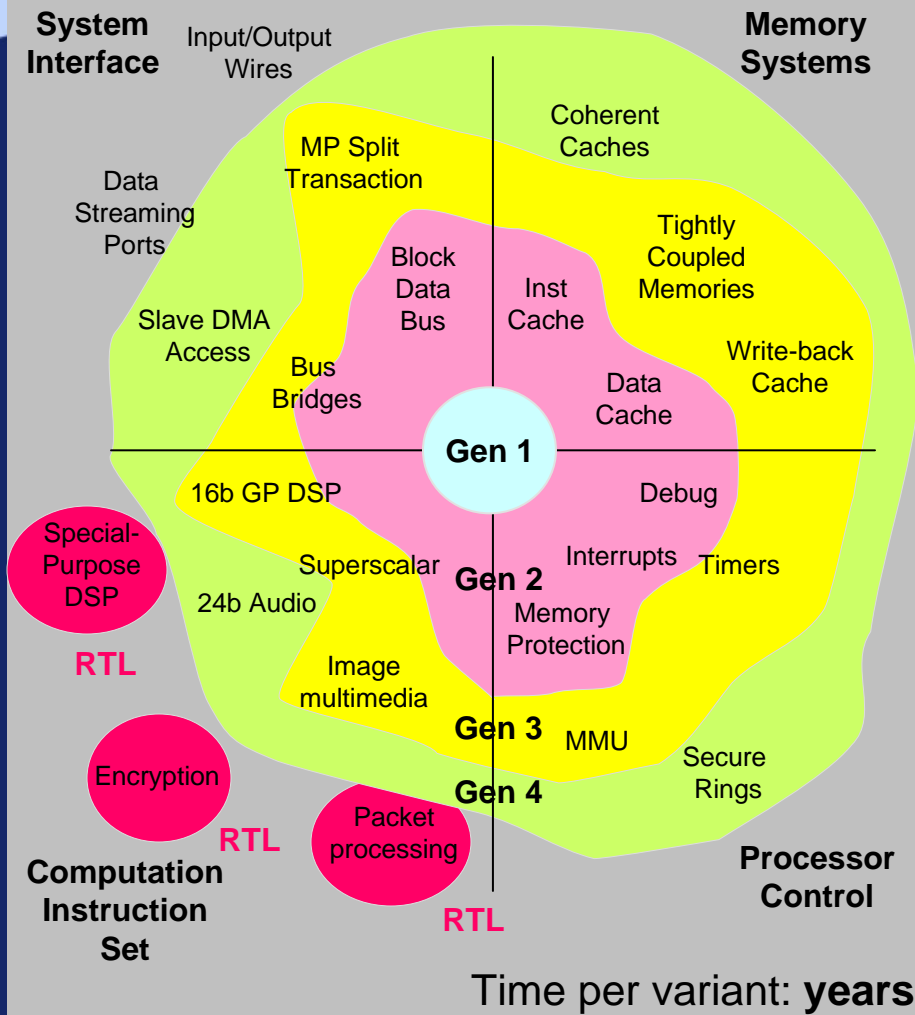 System
Interface
Input/Output
Wires
Memory
Systems
Coherent
Caches
MP Split
Transaction
Data
Streaming
Ports
Tightly
Coupled
Memories
Block
Data
Bus
Inst
Cache
Slave DMA
Access
Write-back
Cache
Bus
Bridges
Data
Cache
Gen 1
16b GP DSP
Debug
Special-
Purpose
DSP
Superscalar
Gen 2
Interrupts
Timers
24b Audio
Memory
Protection
RTL
Image
multimedia
Gen 3
MMU
Secure
Rings
Encryption
Gen 4
Packet
processing
RTL
Computation
Instruction
Set
Processor
Control
RTL
Time per variant: years